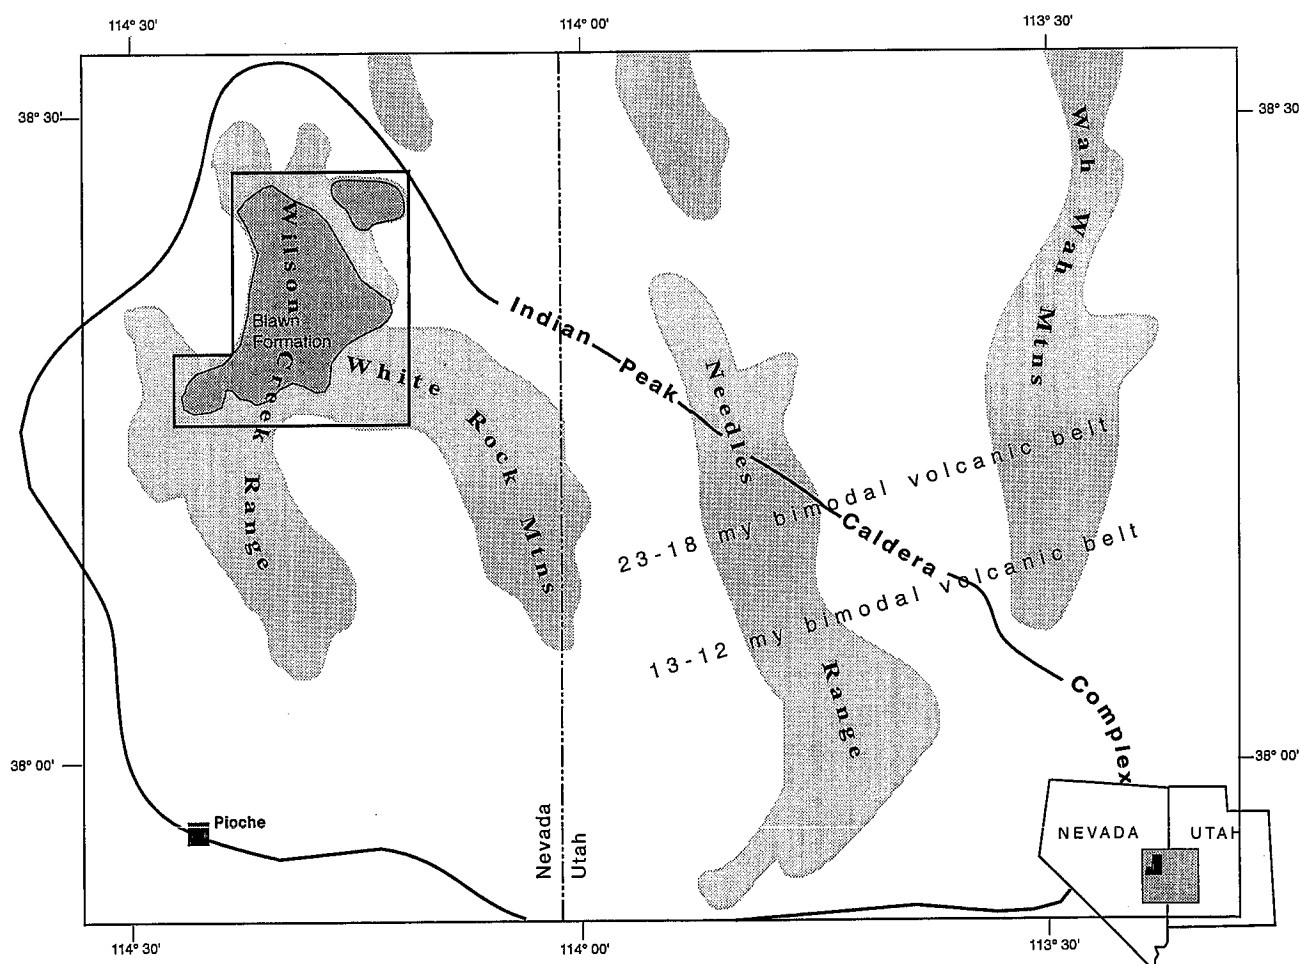 114° 30'
114° 00'
113° 30'
38° 30'
38° 30
Wah Wah Mtns
Wilson Creek Range
Blawn
Formation
White Rock Mtns
Indian Peak Caldera Complex
Needles Range
23-18 my bimodal volcanic belt
13-12 my bimodal volcanic belt
38° 00'
38° 00'
Pioche
Nevada
Utah
NEVADA
UTAH
114° 30'
114° 00'
113° 30'